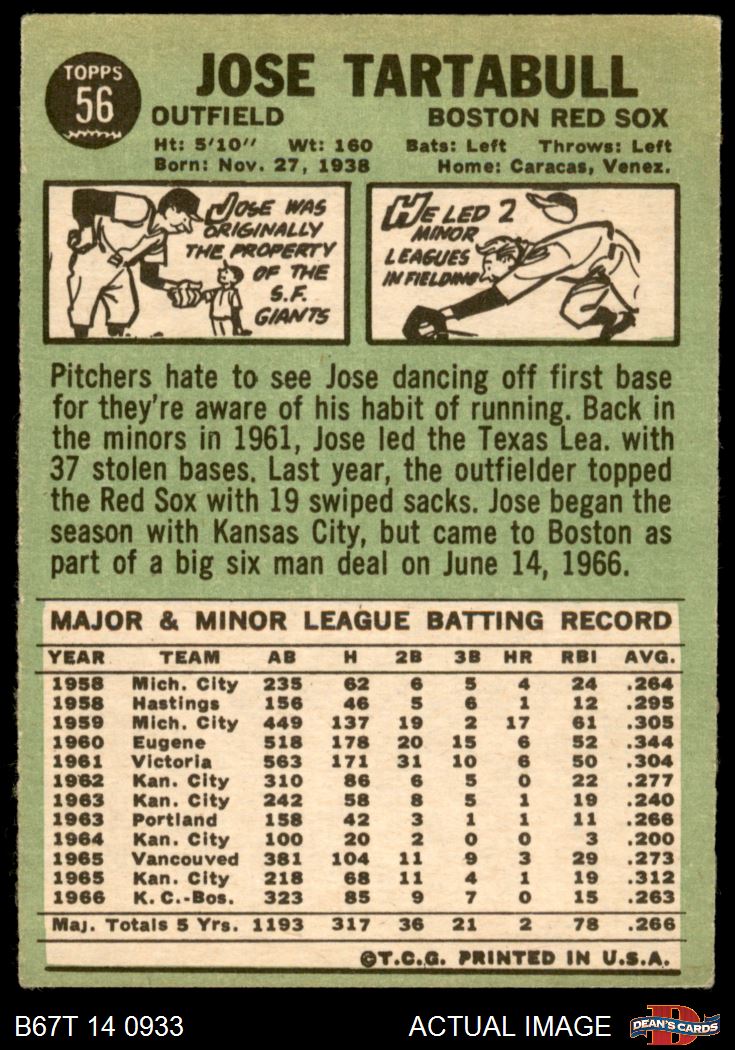 TOPPS
56
JOSE TARTABULL
OUTFIELD BOSTON RED SOX
Ht: 5'10" Wt: 160 Bats: Left Throws: Left
Born: Nov. 27, 1938 Home: Caracas, Venez.
JOSE WAS
ORIGINALLY
THE PROPERTY
OF THE
S.F.
GIANTS
HE LED 2
MINOR
LEAGUES
IN FIELDING
Pitchers hate to see Jose dancing off first base
for they're aware of his habit of running. Back in
the minors in 1961, Jose led the Texas Lea. with
37 stolen bases. Last year, the outfielder topped
the Red Sox with 19 swiped sacks. Jose began the
season with Kansas City, but came to Boston as
part of a big six man deal on June 14, 1966.
MAJOR & MINOR LEAGUE BATTING RECORD
YEAR TEAM AB H 2B 3B HR RBI AVG.
1958 Mich. City 235 62 6 5 4 24 .264
1958 Hastings 156 46 5 6 1 12 .295
1959 Mich. City 449 137 19 2 17 61 .305
1960 Eugene 518 178 20 15 6 52 .344
1961 Victoria 563 171 31 10 6 50 .304
1962 Kan. City 310 86 6 5 0 22 .277
1963 Kan. City 242 58 8 5 1 19 .240
1963 Portland 158 42 3 1 1 11 .266
1964 Kan. City 100 20 2 0 0 3 .200
1965 Vancouved 381 104 11 9 3 29 .273
1965 Kan. City 218 68 11 4 1 19 .312
1966 K. C.-Bos. 323 85 9 7 0 15 .263
Maj. Totals 5 Yrs. 1193 317 36 21 2 78 .266
©T.C.G. PRINTED IN U.S.A.
B67T 14 0933 ACTUAL IMAGE
D
DEAN'S CARDS